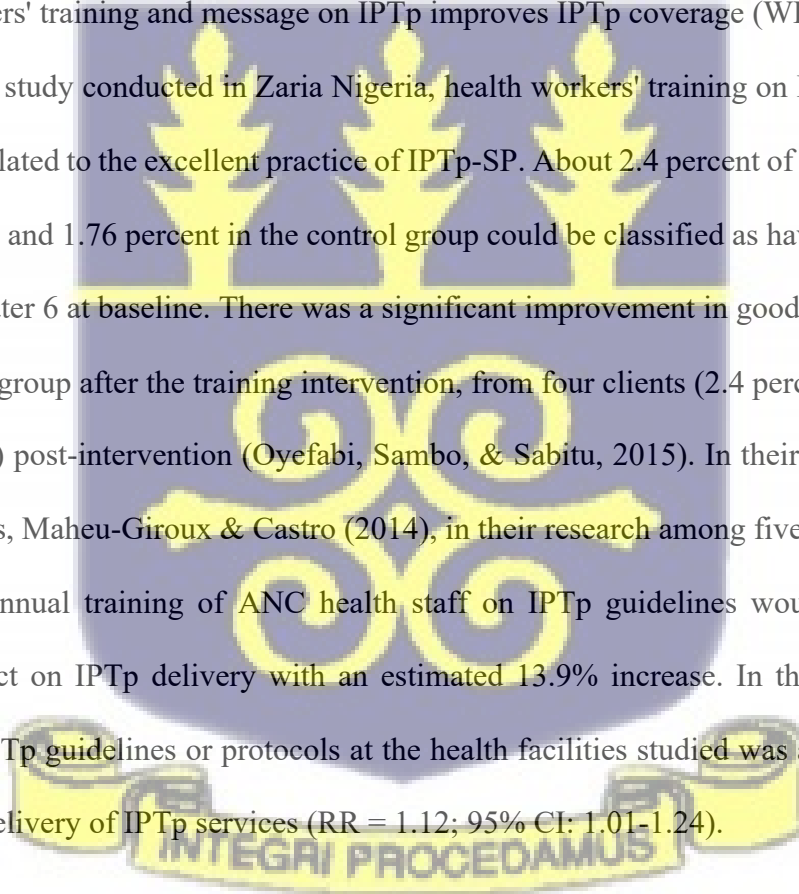 ers' training and message on IPTp improves IPTp coverage (WH
study conducted in Zaria Nigeria, health workers' training on
lated to the excellent practice of IPTp-SP. About 2.4 percent of
and 1.76 percent in the control group could be classified as hav
ter 6 at baseline. There was a significant improvement in good
group after the training intervention, from four clients (2.4 perc
) post-intervention (Oyefabi, Sambo, & Sabitu, 2015). In their
s, Maheu-Giroux & Castro (2014), in their research among five
nnual training of ANC health staff on IPTp guidelines wou
ct on IPTp delivery with an estimated 13.9% increase. In th
Tp guidelines or protocols at the health facilities studied was
elivery of IPTp services (RR = 1.12; 95% CI: 1.01-1.24).
INTEGRI PROCEDAMUS